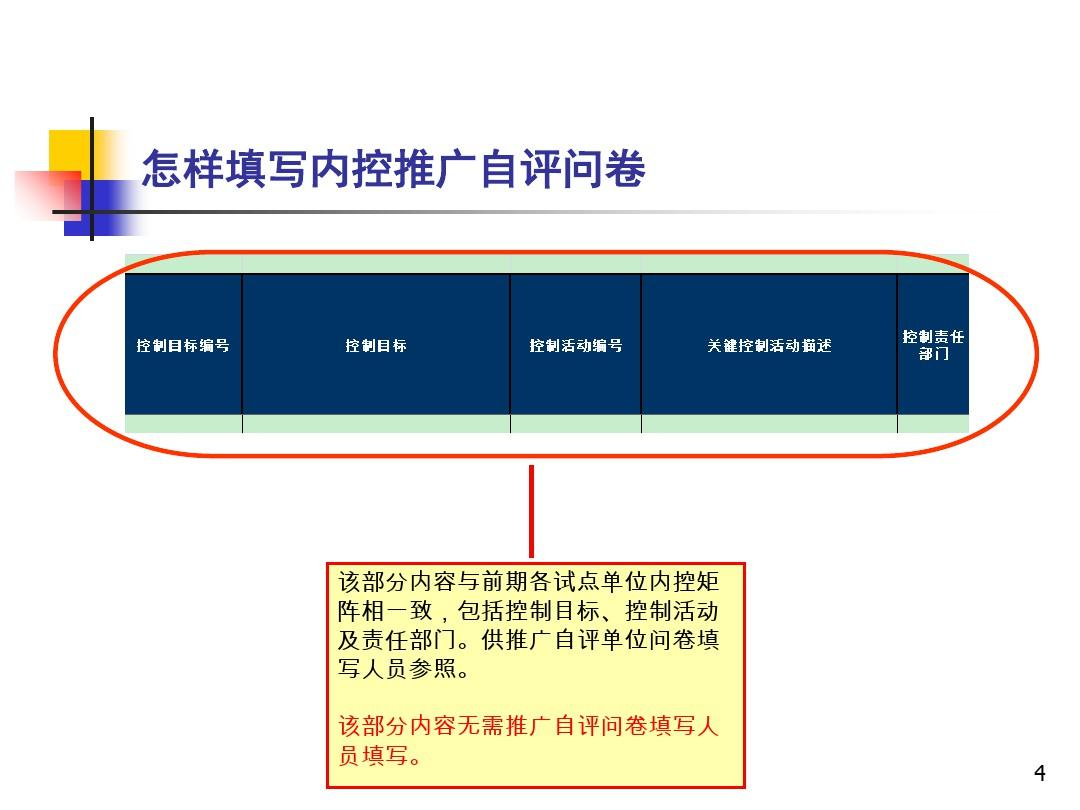 怎样填写内控推广自评问卷
控制目标编号
控制目标
控制活动编号
关键控制活动描述
控制责任
部门
该部分内容与前期各试点单位内控矩
阵相一致，包括控制目标、控制活动
及责任部门。供推广自评单位问卷填
写人员参照。
该部分内容无需推广自评问卷填写人
员填写。
4